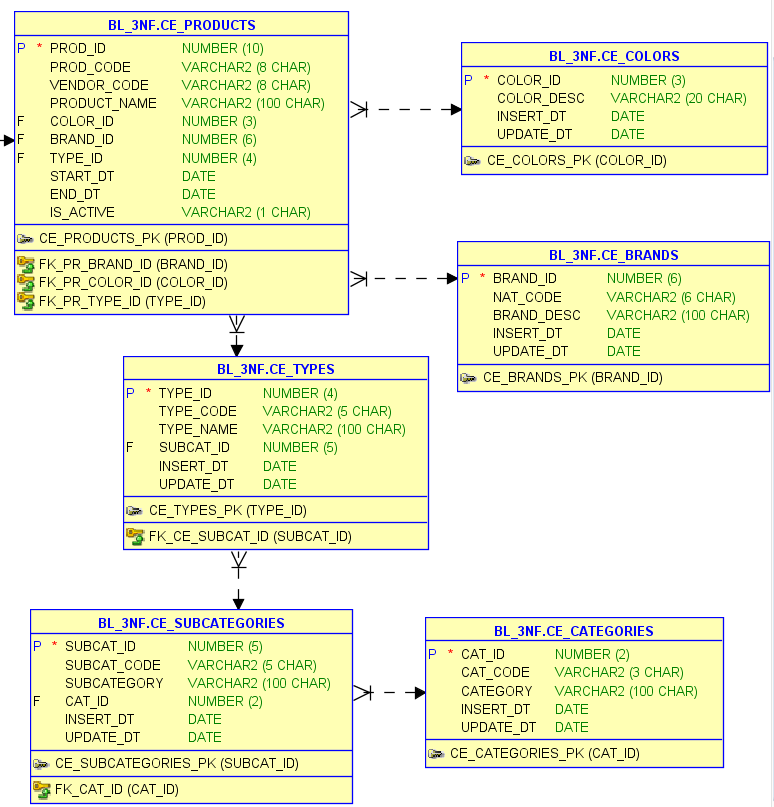 BL_3NF.CE_PRODUCTS
P * PROD_ID NUMBER (10)
PROD_CODE VARCHAR2 (8 CHAR)
VENDOR_CODE VARCHAR2 (8 CHAR)
PRODUCT_NAME VARCHAR2 (100 CHAR)
F COLOR_ID NUMBER (3)
F BRAND_ID NUMBER (6)
F TYPE_ID NUMBER (4)
START_DT DATE
END_DT DATE
IS_ACTIVE VARCHAR2 (1 CHAR)
CE_PRODUCTS_PK (PROD_ID)
FK_PR_BRAND_ID (BRAND_ID)
FK_PR_COLOR_ID (COLOR_ID)
FK_PR_TYPE_ID (TYPE_ID)
BL_3NF.CE_COLORS
P * COLOR_ID NUMBER (3)
COLOR_DESC VARCHAR2 (20 CHAR)
INSERT_DT DATE
UPDATE_DT DATE
CE_COLORS_PK (COLOR_ID)
BL_3NF.CE_BRANDS
P * BRAND_ID NUMBER (6)
NAT_CODE VARCHAR2 (6 CHAR)
BRAND_DESC VARCHAR2 (100 CHAR)
INSERT_DT DATE
UPDATE_DT DATE
CE_BRANDS_PK (BRAND_ID)
BL_3NF.CE_TYPES
P * TYPE_ID NUMBER (4)
TYPE_CODE VARCHAR2 (5 CHAR)
TYPE_NAME VARCHAR2 (100 CHAR)
F SUBCAT_ID NUMBER (5)
INSERT_DT DATE
UPDATE_DT DATE
CE_TYPES_PK (TYPE_ID)
FK_CE_SUBCAT_ID (SUBCAT_ID)
BL_3NF.CE_SUBCATEGORIES
P * SUBCAT_ID NUMBER (5)
SUBCAT_CODE VARCHAR2 (5 CHAR)
SUBCATEGORY VARCHAR2 (100 CHAR)
F CAT_ID NUMBER (2)
INSERT_DT DATE
UPDATE_DT DATE
CE_SUBCATEGORIES_PK (SUBCAT_ID)
FK_CAT_ID (CAT_ID)
BL_3NF.CE_CATEGORIES
P * CAT_ID NUMBER (2)
CAT_CODE VARCHAR2 (3 CHAR)
CATEGORY VARCHAR2 (100 CHAR)
INSERT_DT DATE
UPDATE_DT DATE
CE_CATEGORIES_PK (CAT_ID)